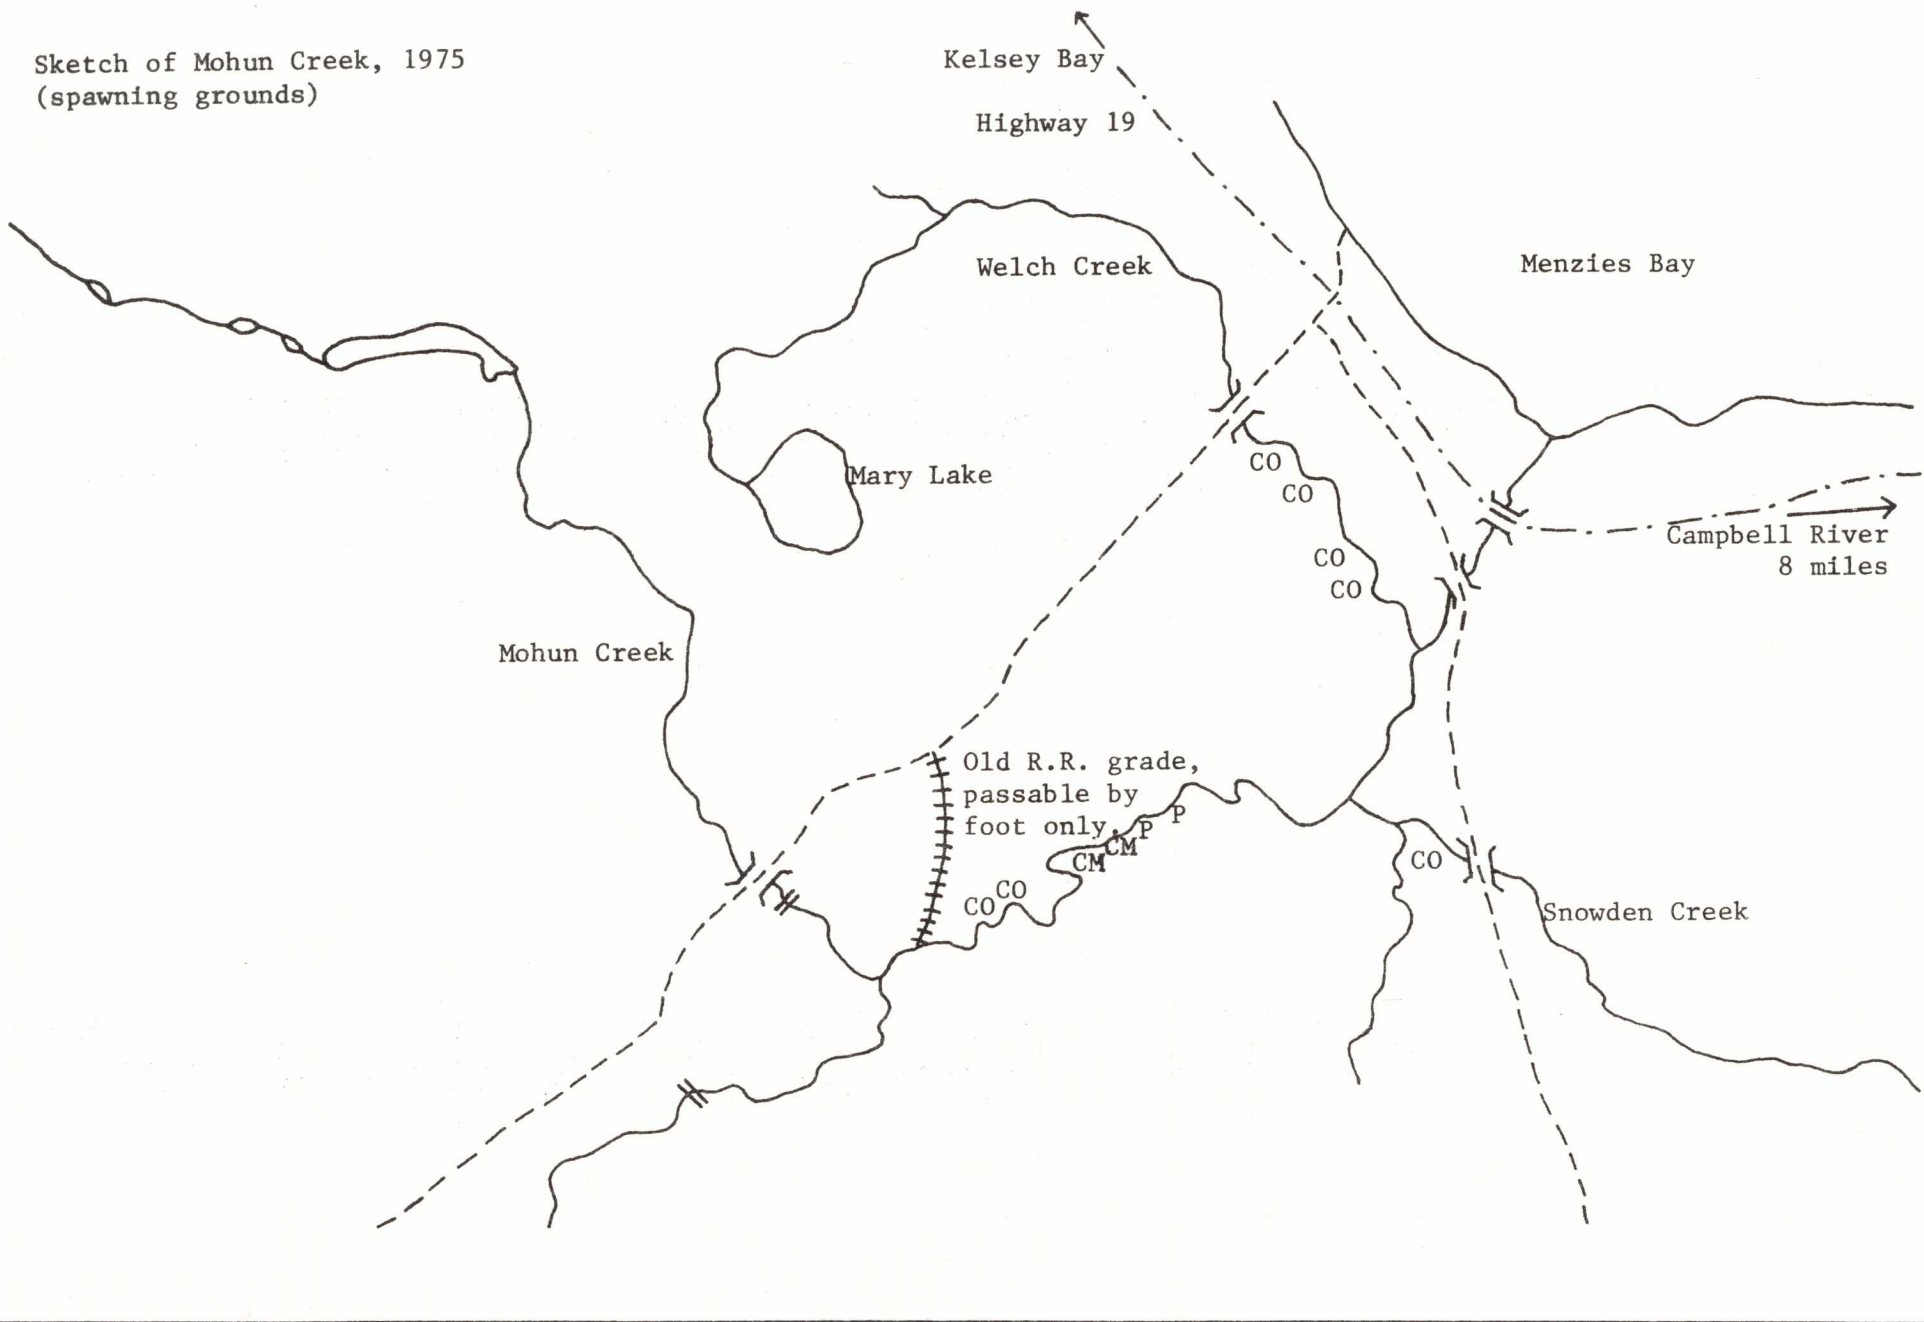 Sketch of Mohun Creek, 1975
(spawning grounds)
Kelsey Bay
Highway 19
Welch Creek
Menzies Bay
Mary Lake
CO
CO
Campbell River
8 miles
CO
CO
Mohun Creek
Old R.R. grade,
passable by
foot only.
P
P
CM
CM
CO
CO
CO
Snowden Creek